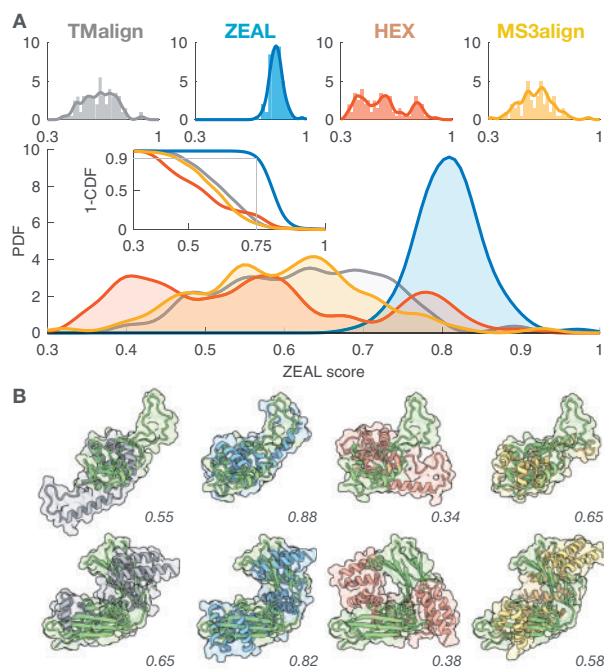 A
TMalign ZEAL HEX MS3align
10 10 10 10
5 5 5 5
0 0 0 0
0.3 1 0.3 1 0.3 1 0.3 1
10
8
6
4
2
0
PDF
0.9
0.5
0
1-CDF
0.3 0.5 0.75 1
0.3 0.4 0.5 0.6 0.7 0.8 0.9 1
ZEAL score
B
0.55 0.88 0.34 0.65
0.65 0.82 0.38 0.58